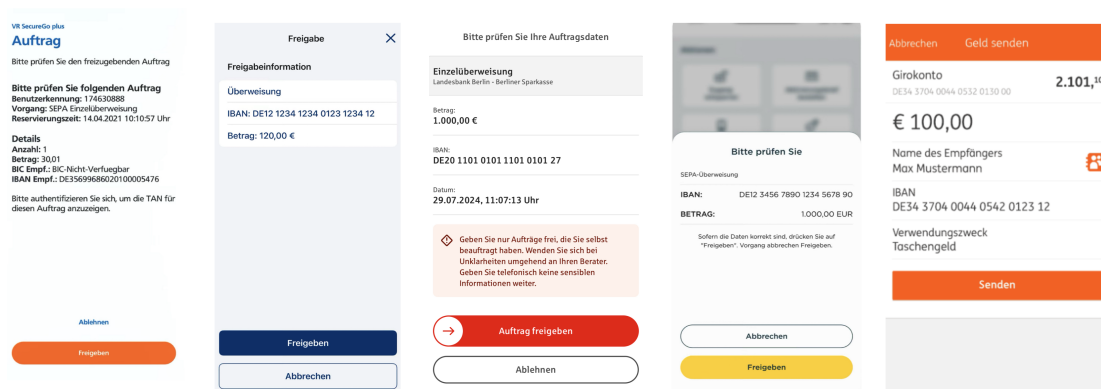 VR SecureGo plus
Auftrag
Bitte prüfen Sie den freizugebenden Auftrag
Bitte prüfen Sie folgenden Auftrag
Benutzerkennung: 174630888
Vorgang: SEPA Einzelüberweisung
Reservierungszeit: 14.04.2021 10:10:57 Uhr
Details
Anzahl: 1
Betrag: 30,01
BIC Empf.: BIC-Nicht-Verfuegbar
IBAN Empf.: DE35699686020100005476
Bitte authentifizieren Sie sich, um die TAN für
diesen Auftrag anzuzeigen.
Ablehnen
Freigeben
Freigabe
Freigabeinformation
Überweisung
IBAN: DE12 1234 1234 0123 1234 12
Betrag: 120,00 €
Freigeben
Abbrechen
Bitte prüfen Sie Ihre Auftragsdaten
Einzelüberweisung
Landesbank Berlin - Berliner Sparkasse
Betrag:
1.000,00 €
IBAN:
DE20 1101 0101 1101 0101 27
Datum:
29.07.2024, 11:07:13 Uhr
Geben Sie nur Aufträge frei, die Sie selbst
beauftragt haben. Wenden Sie sich bei
Unklarheiten umgehend an Ihren Berater.
Geben Sie telefonisch keine sensiblen
Informationen weiter.
Auftrag freigeben
Ablehnen
Bitte prüfen Sie
SEPA-Überweisung
IBAN: DE12 3456 7890 1234 5678 90
BETRAG: 1.000,00 EUR
Sofern die Daten korrekt sind, drücken Sie auf
"Freigeben". Vorgang abbrechen Freigeben.
Abbrechen
Freigeben
Abbrechen Geld senden
Girokonto 2.101,10
DE34 3704 0044 0532 0130 00
€ 100,00
Name des Empfängers
Max Mustermann
IBAN
DE34 3704 0044 0542 0123 12
Verwendungszweck
Taschengeld
Senden